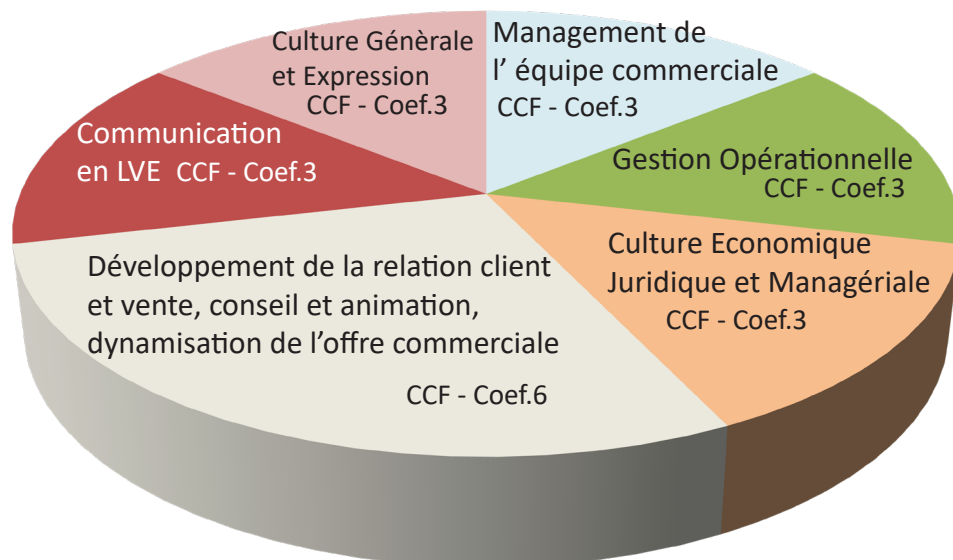 Culture Génèrale
et Expression
CCF - Coef.3
Management de
l’ équipe commerciale
CCF - Coef.3
Communication
en LVE CCF - Coef.3
Gestion Opérationnelle
CCF - Coef.3
Culture Economique
Juridique et Managériale
CCF - Coef.3
Développement de la relation client
et vente, conseil et animation,
dynamisation de l’offre commerciale
CCF - Coef.6